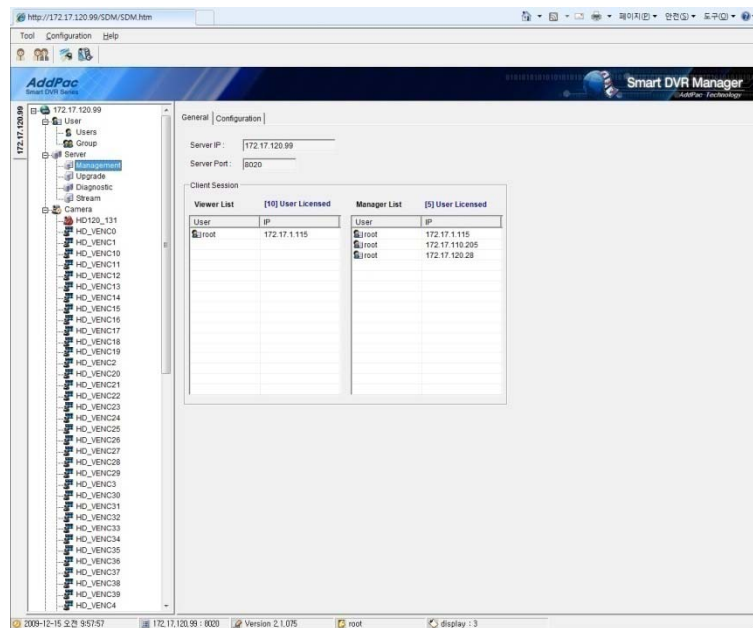 http://172.17.120.99/SDM/SDM.htm
페이지(P) 안전(S) 도구(O)
Tool Configuration Help
AddPac
Smart DVR Series
Smart DVR Manager
AddPac Technology
172.17.120.99
172.17.120.99
User
Users
Group
Server
Management
Upgrade
Diagnostic
Stream
Camera
HD120_131
HD_VENC0
HD_VENC1
HD_VENC10
HD_VENC11
HD_VENC12
HD_VENC13
HD_VENC14
HD_VENC15
HD_VENC16
HD_VENC17
HD_VENC18
HD_VENC19
HD_VENC2
HD_VENC20
HD_VENC21
HD_VENC22
HD_VENC23
HD_VENC24
HD_VENC25
HD_VENC26
HD_VENC27
HD_VENC28
HD_VENC29
HD_VENC3
HD_VENC30
HD_VENC31
HD_VENC32
HD_VENC33
HD_VENC34
HD_VENC35
HD_VENC36
HD_VENC37
HD_VENC38
HD_VENC39
HD_VENC4
General Configuration
Server IP : 172.17.120.99
Server Port : 8020
Client Session
Viewer List [10] User Licensed Manager List [5] User Licensed
User IP User IP
root 172.17.1.115 root 172.17.1.115
root 172.17.110.205
root 172.17.120.28
2009-12-15 오전 9:57:57 172.17.120.99 : 8020 Version 2.1.075 root display : 3